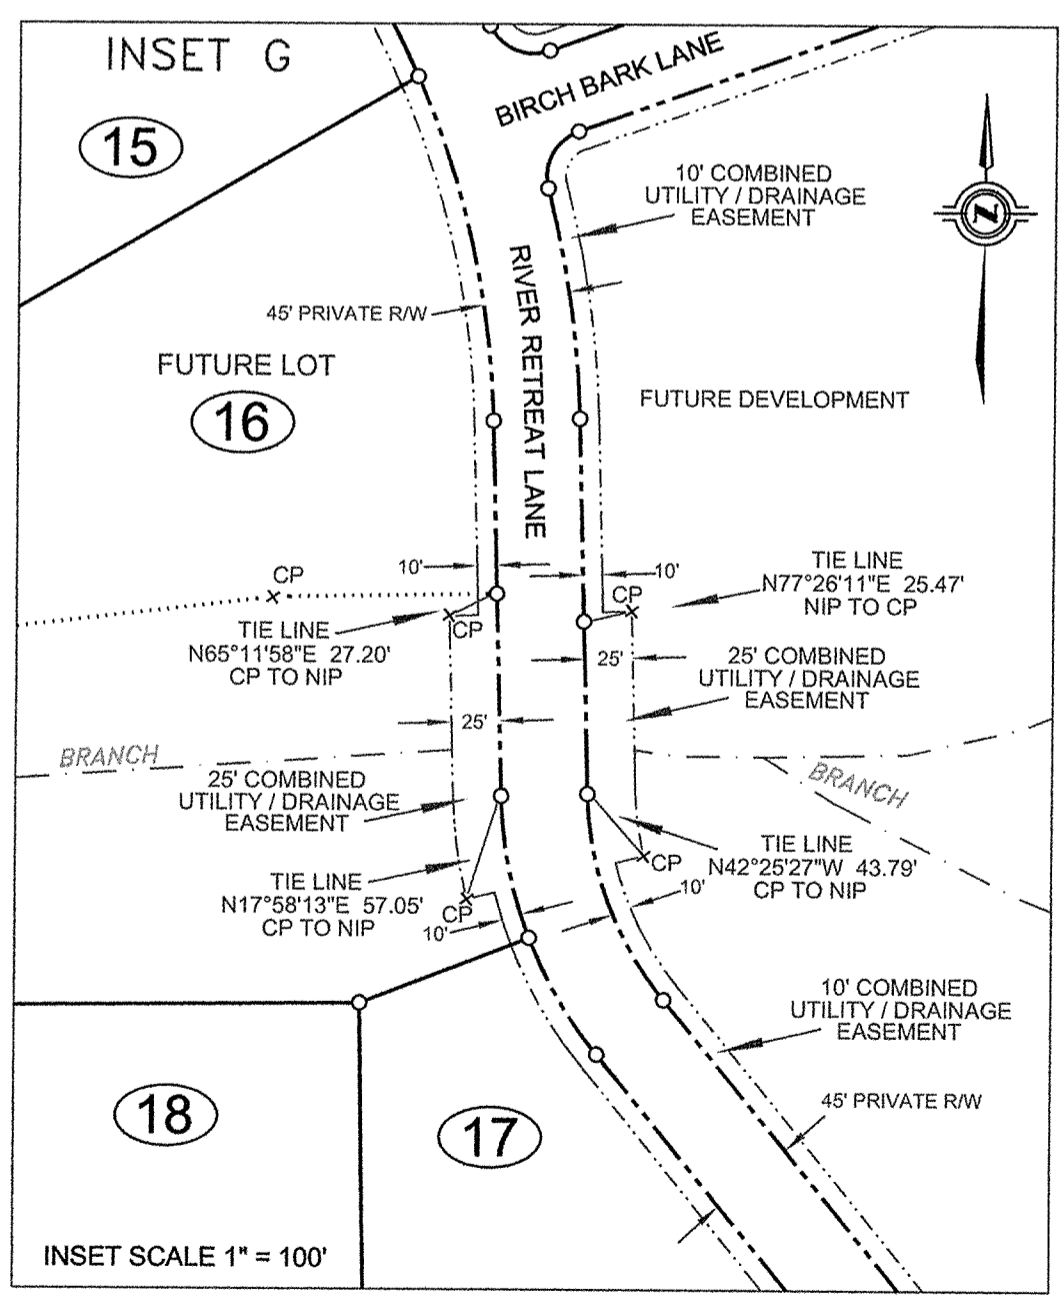 INSET G
15
BIRCH BARK LANE
10' COMBINED
UTILITY / DRAINAGE
EASEMENT
N
45' PRIVATE R/W
RIVER RETREAT LANE
FUTURE LOT
16
FUTURE DEVELOPMENT
10'
10'
CP
TIE LINE
N77°26'11"E 25.47'
NIP TO CP
CP
CP
TIE LINE
N65°11'58"E 27.20'
CP TO NIP
25'
25' COMBINED
UTILITY / DRAINAGE
EASEMENT
25'
BRANCH
BRANCH
25' COMBINED
UTILITY / DRAINAGE
EASEMENT
TIE LINE
N42°25'27"W 43.79'
CP TO NIP
CP
TIE LINE
N17°58'13"E 57.05'
CP TO NIP
CP
10'
10'
10' COMBINED
UTILITY / DRAINAGE
EASEMENT
45' PRIVATE R/W
18
17
INSET SCALE 1" = 100'